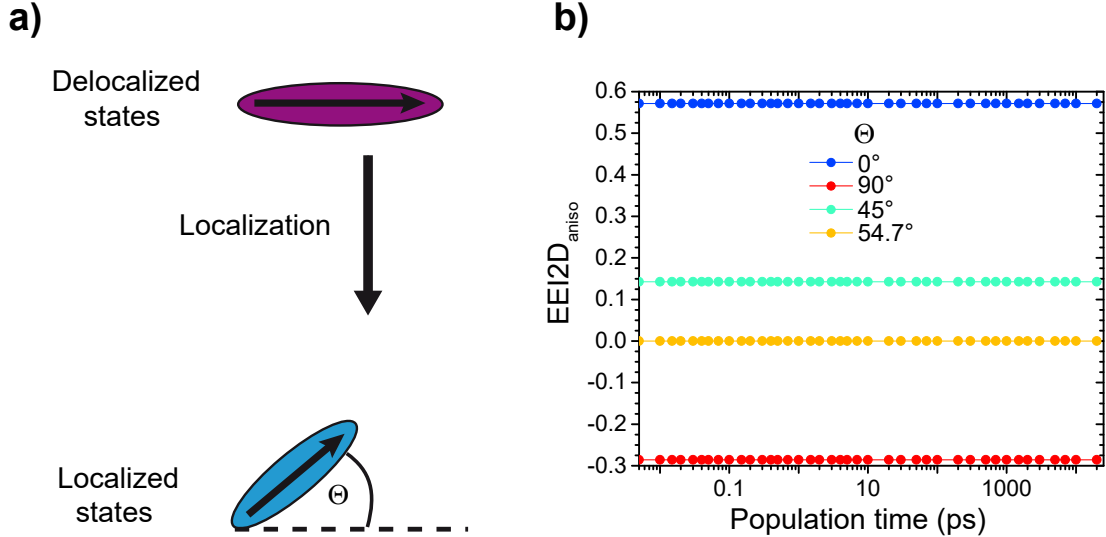 a)
Delocalized
states
Localization
Localized
states
Θ
b)
EEI2D_aniso
0.6
0.5
0.4
0.3
0.2
0.1
0.0
-0.1
-0.2
-0.3
Θ
0°
90°
45°
54.7°
0.1
10
1000
Population time (ps)